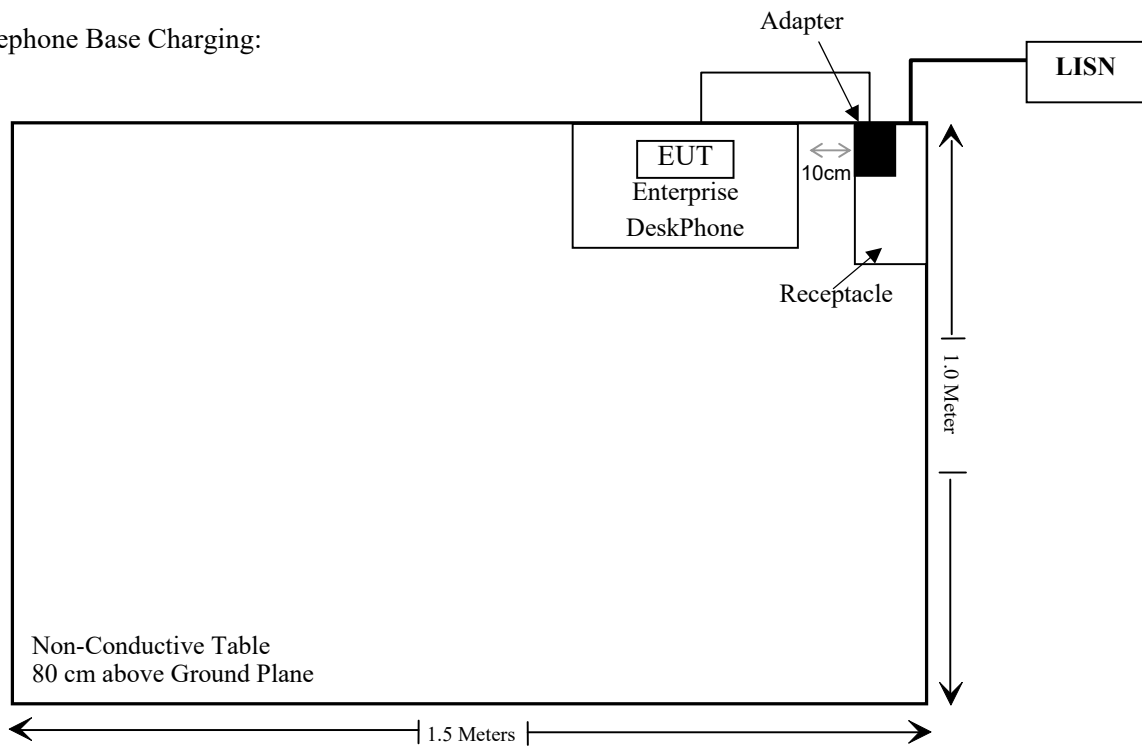 Base Charging:
Adapter
LISN
EUT
10cm
Enterprise
DeskPhone
Receptacle
1.0 Meter
Non-Conductive Table
80 cm above Ground Plane
1.5 Meters